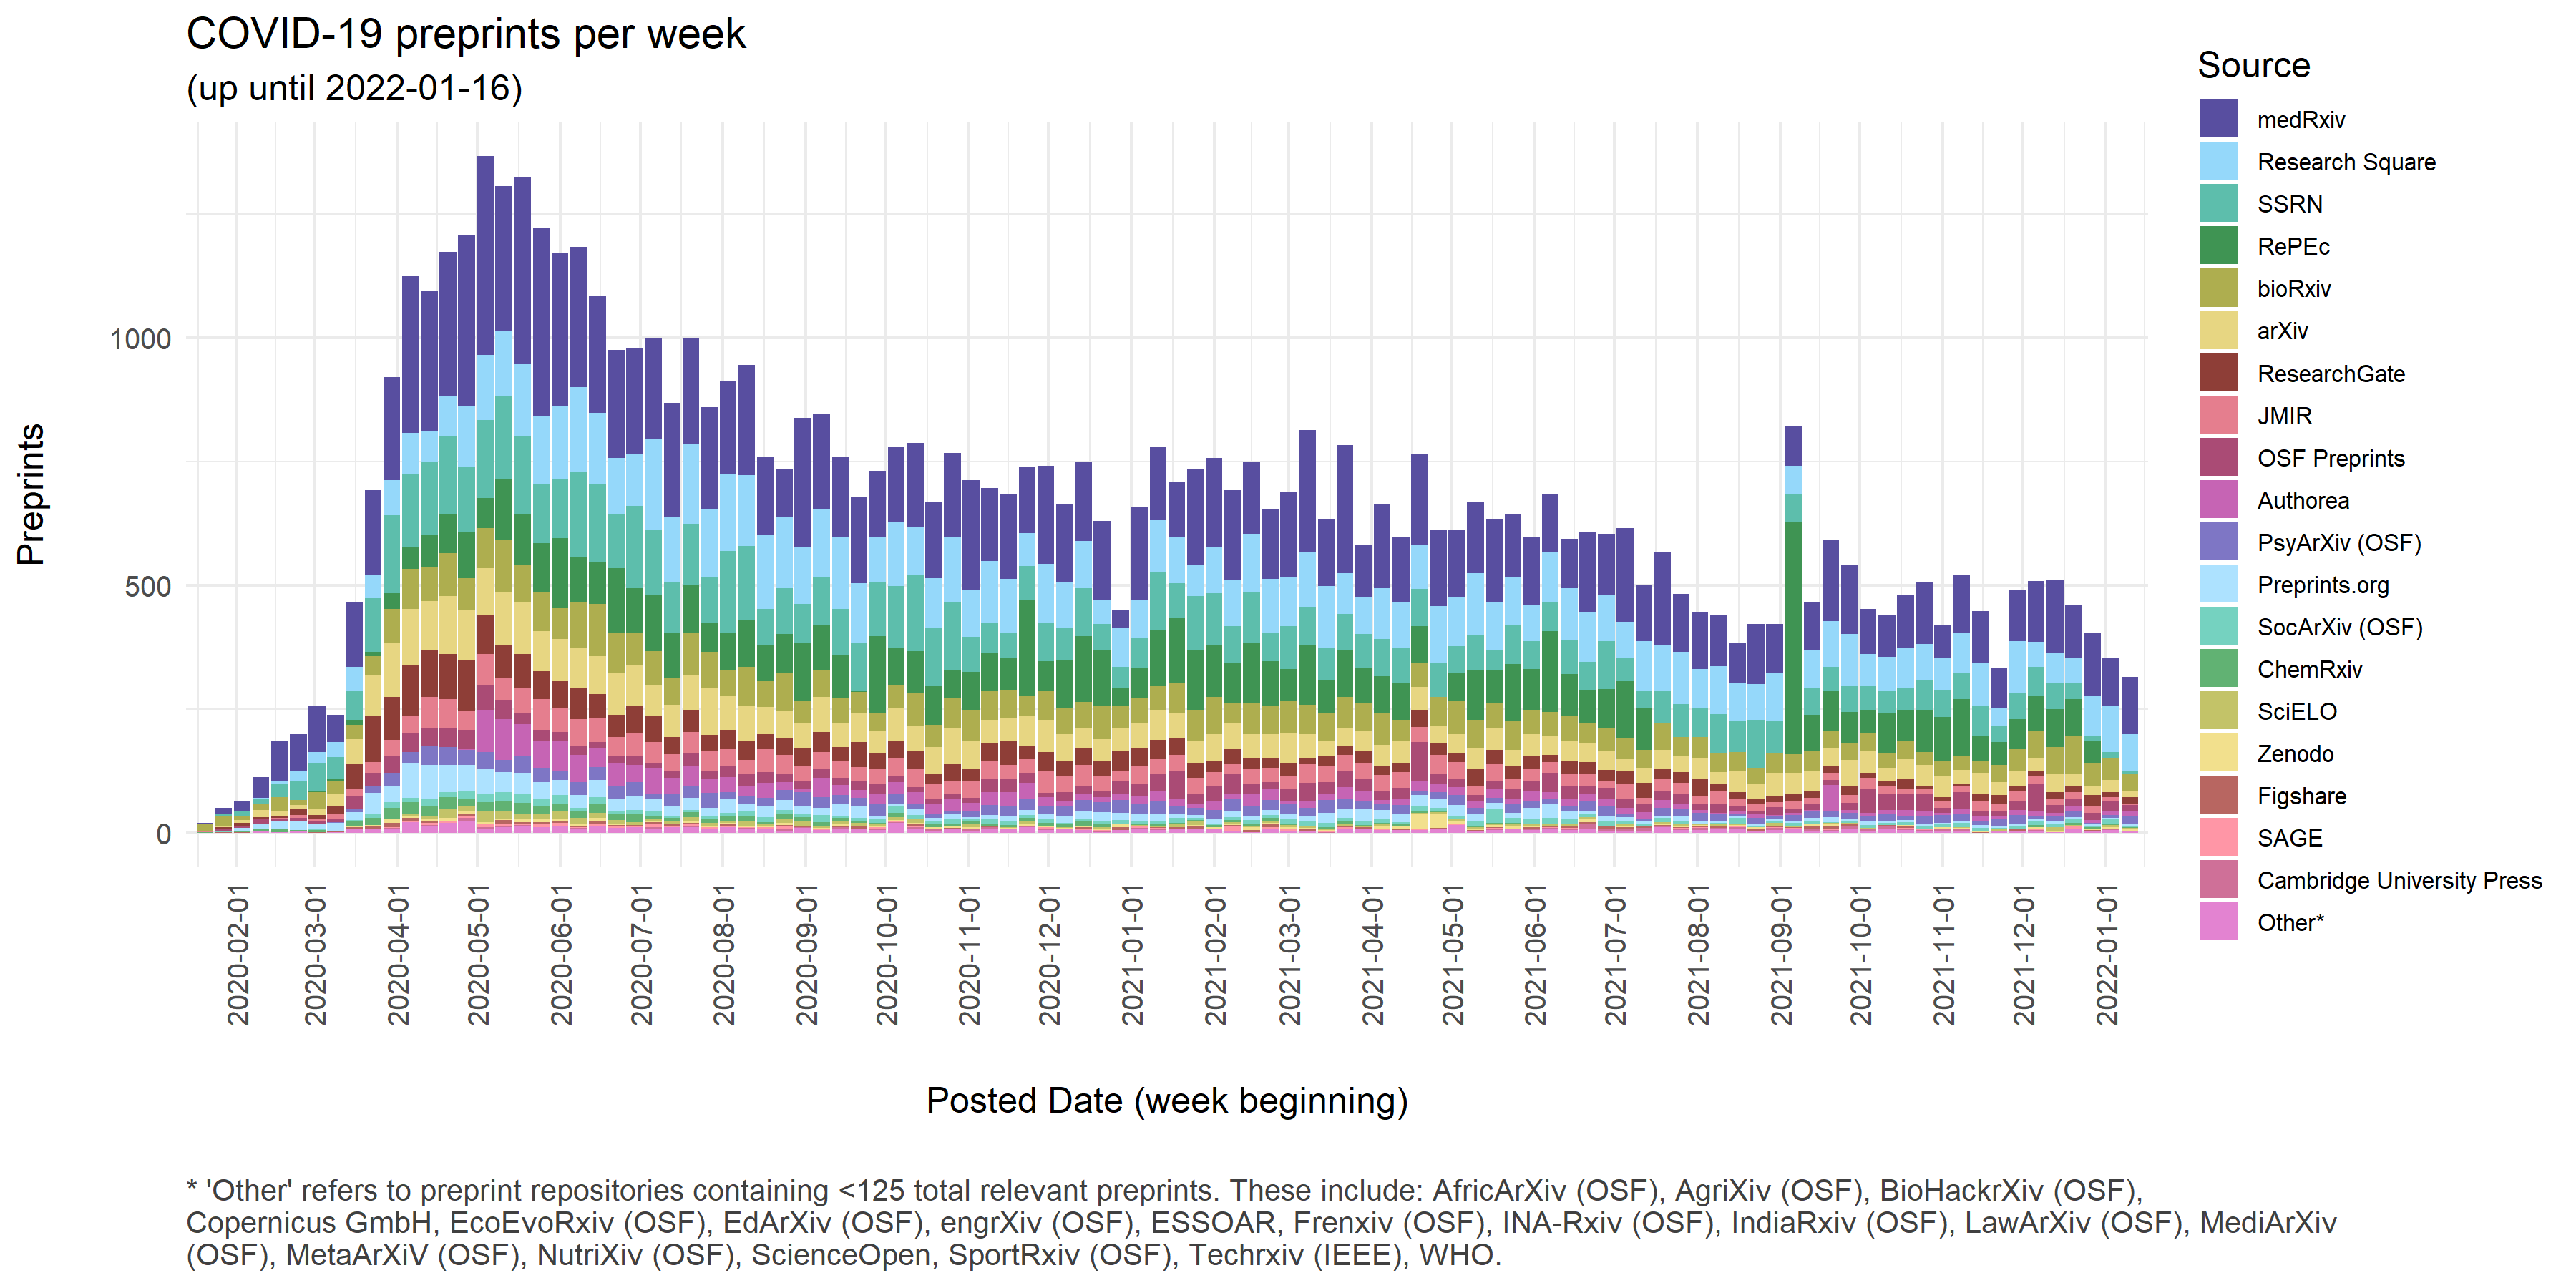 COVID-19 preprints per week
(up until 2022-01-16)
Preprints
1000
500
0
2020-02-01
2020-03-01
2020-04-01
2020-05-01
2020-06-01
2020-07-01
2020-08-01
2020-09-01
2020-10-01
2020-11-01
2020-12-01
2021-01-01
2021-02-01
2021-03-01
2021-04-01
2021-05-01
2021-06-01
2021-07-01
2021-08-01
2021-09-01
2021-10-01
2021-11-01
2021-12-01
2022-01-01
Posted Date (week beginning)
Source
medRxiv
Research Square
SSRN
RePEc
bioRxiv
arXiv
ResearchGate
JMIR
OSF Preprints
Authorea
PsyArXiv (OSF)
Preprints.org
SocArXiv (OSF)
ChemRxiv
SciELO
Zenodo
Figshare
SAGE
Cambridge University Press
Other*
* 'Other' refers to preprint repositories containing <125 total relevant preprints. These include: AfricArXiv (OSF), AgriXiv (OSF), BioHackrXiv (OSF),
Copernicus GmbH, EcoEvoRxiv (OSF), EdArXiv (OSF), engrXiv (OSF), ESSOAR, Frenxiv (OSF), INA-Rxiv (OSF), IndiaRxiv (OSF), LawArXiv (OSF), MediArXiv
(OSF), MetaArXiV (OSF), NutriXiv (OSF), ScienceOpen, SportRxiv (OSF), Techrxiv (IEEE), WHO.